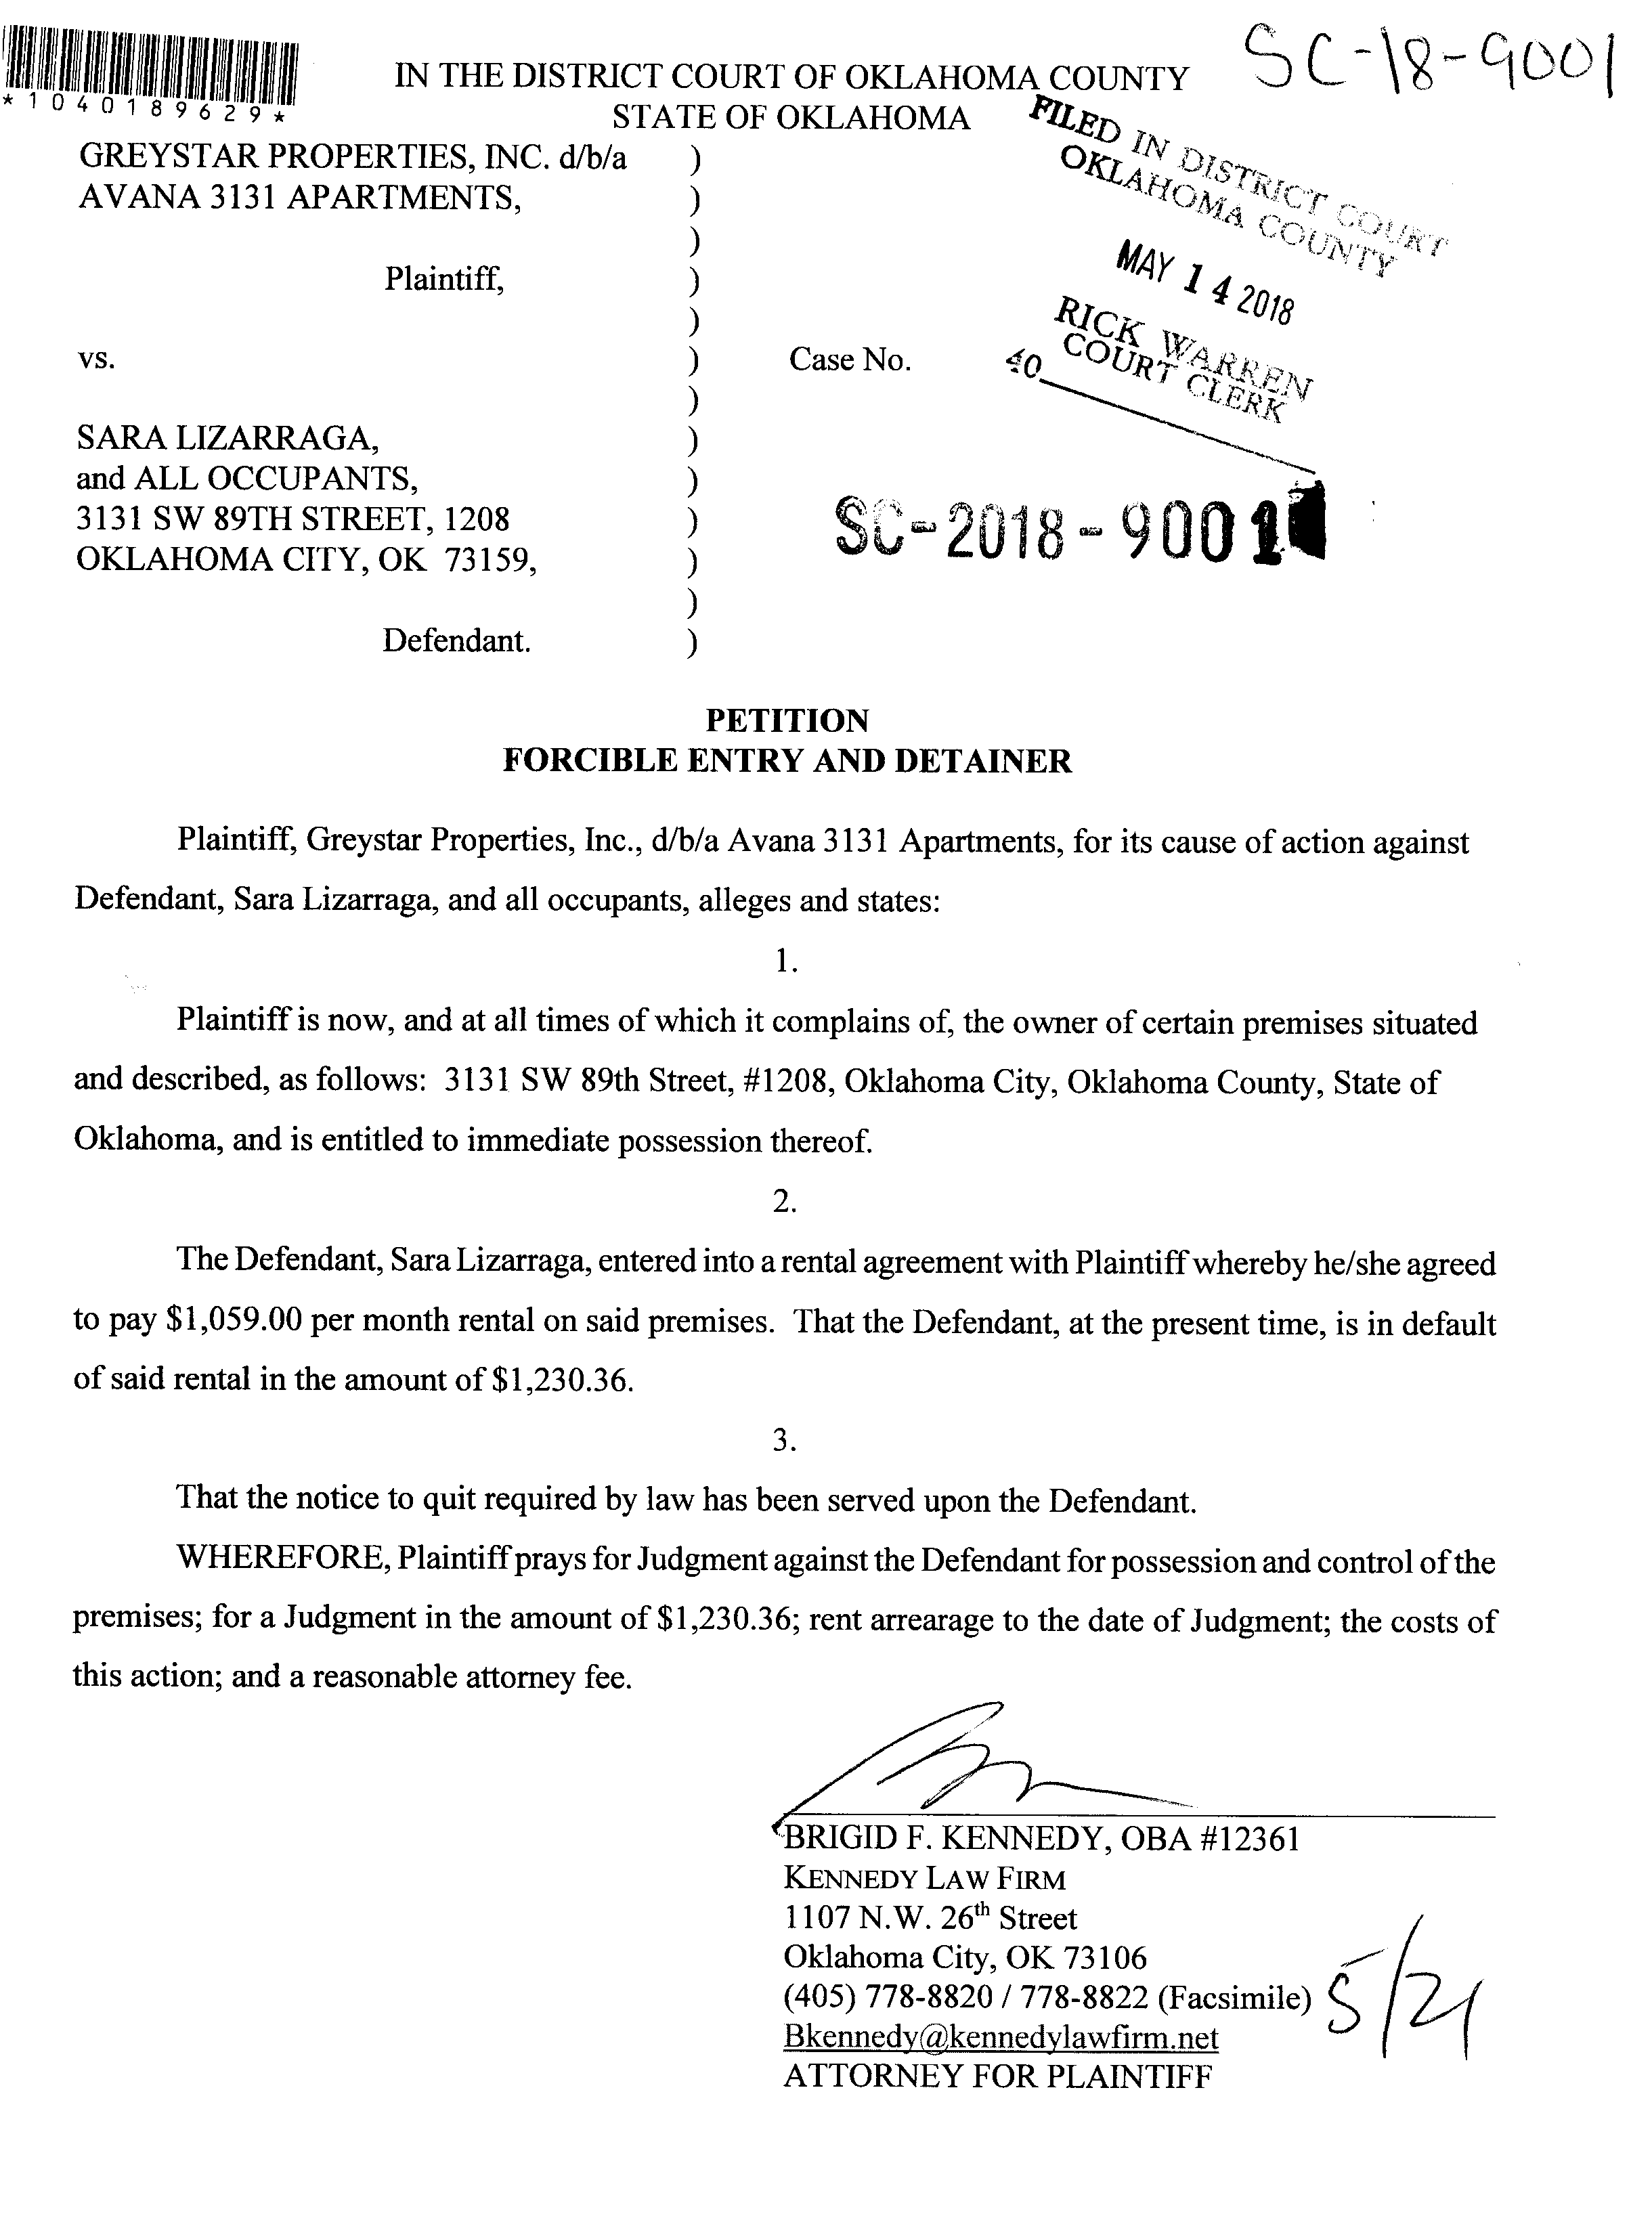 SC-18-9001
*1040189629*
IN THE DISTRICT COURT OF OKLAHOMA COUNTY
STATE OF OKLAHOMA
FILED IN DISTRICT COURT
OKLAHOMA COUNTY
MAY 14 2018
RICK WARREN
COURT CLERK
40
GREYSTAR PROPERTIES, INC. d/b/a )
AVANA 3131 APARTMENTS, )
)
Plaintiff, )
)
vs. ) Case No.
)
SARA LIZARRAGA, )
and ALL OCCUPANTS, )
3131 SW 89TH STREET, 1208 ) SC-2018-9001
OKLAHOMA CITY, OK 73159, )
)
Defendant. )
PETITION
FORCIBLE ENTRY AND DETAINER
Plaintiff, Greystar Properties, Inc., d/b/a Avana 3131 Apartments, for its cause of action against
Defendant, Sara Lizarraga, and all occupants, alleges and states:
1.
Plaintiff is now, and at all times of which it complains of, the owner of certain premises situated
and described, as follows: 3131 SW 89th Street, #1208, Oklahoma City, Oklahoma County, State of
Oklahoma, and is entitled to immediate possession thereof.
2.
The Defendant, Sara Lizarraga, entered into a rental agreement with Plaintiff whereby he/she agreed
to pay $1,059.00 per month rental on said premises. That the Defendant, at the present time, is in default
of said rental in the amount of $1,230.36.
3.
That the notice to quit required by law has been served upon the Defendant.
WHEREFORE, Plaintiff prays for Judgment against the Defendant for possession and control of the
premises; for a Judgment in the amount of $1,230.36; rent arrearage to the date of Judgment; the costs of
this action; and a reasonable attorney fee.
BRIGID F. KENNEDY, OBA #12361
KENNEDY LAW FIRM
1107 N.W. 26th Street
Oklahoma City, OK 73106
(405) 778-8820 / 778-8822 (Facsimile)
Bkennedy@kennedylawfirm.net
ATTORNEY FOR PLAINTIFF
5/21